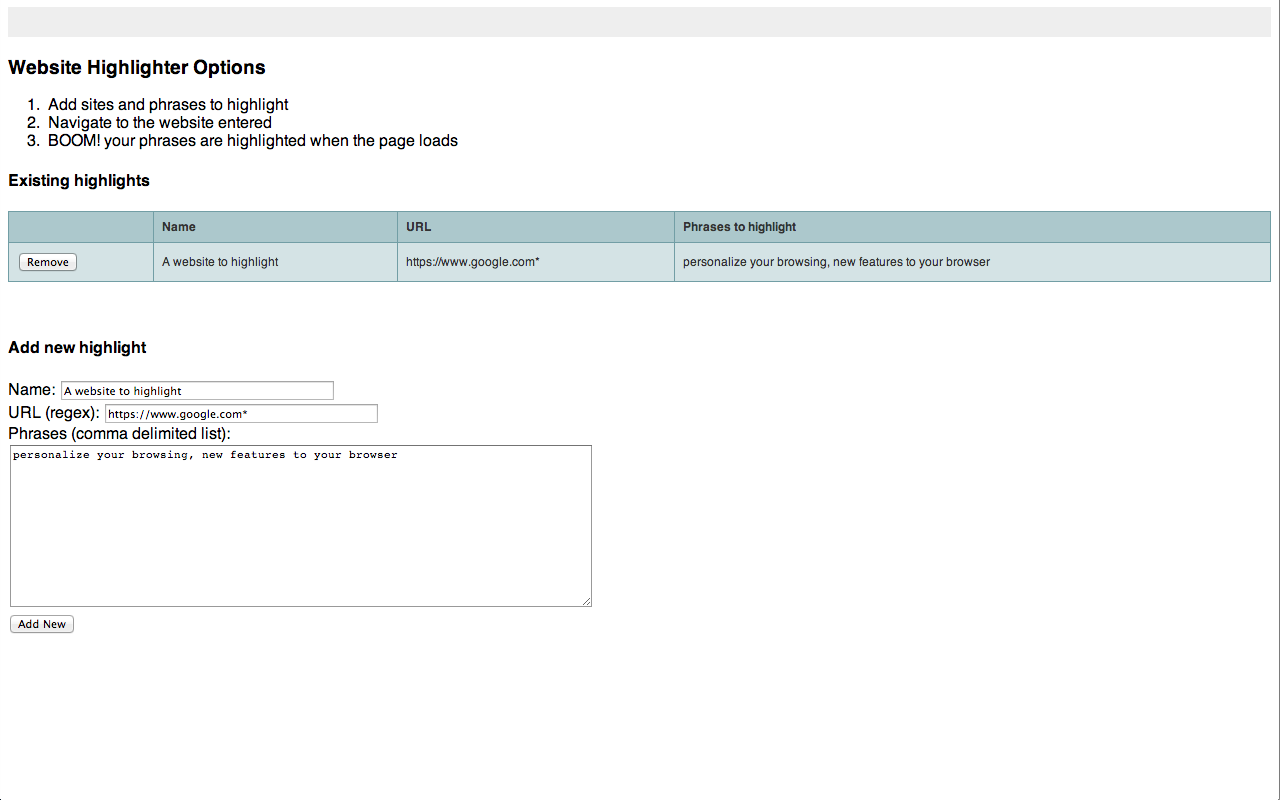 Website Highlighter Options
1. Add sites and phrases to highlight
2. Navigate to the website entered
3. BOOM! your phrases are highlighted when the page loads
Existing highlights
Name URL Phrases to highlight
Remove A website to highlight https://www.google.com* personalize your browsing, new features to your browser
Add new highlight
Name: A website to highlight
URL (regex): https://www.google.com*
Phrases (comma delimited list):
personalize your browsing, new features to your browser
Add New